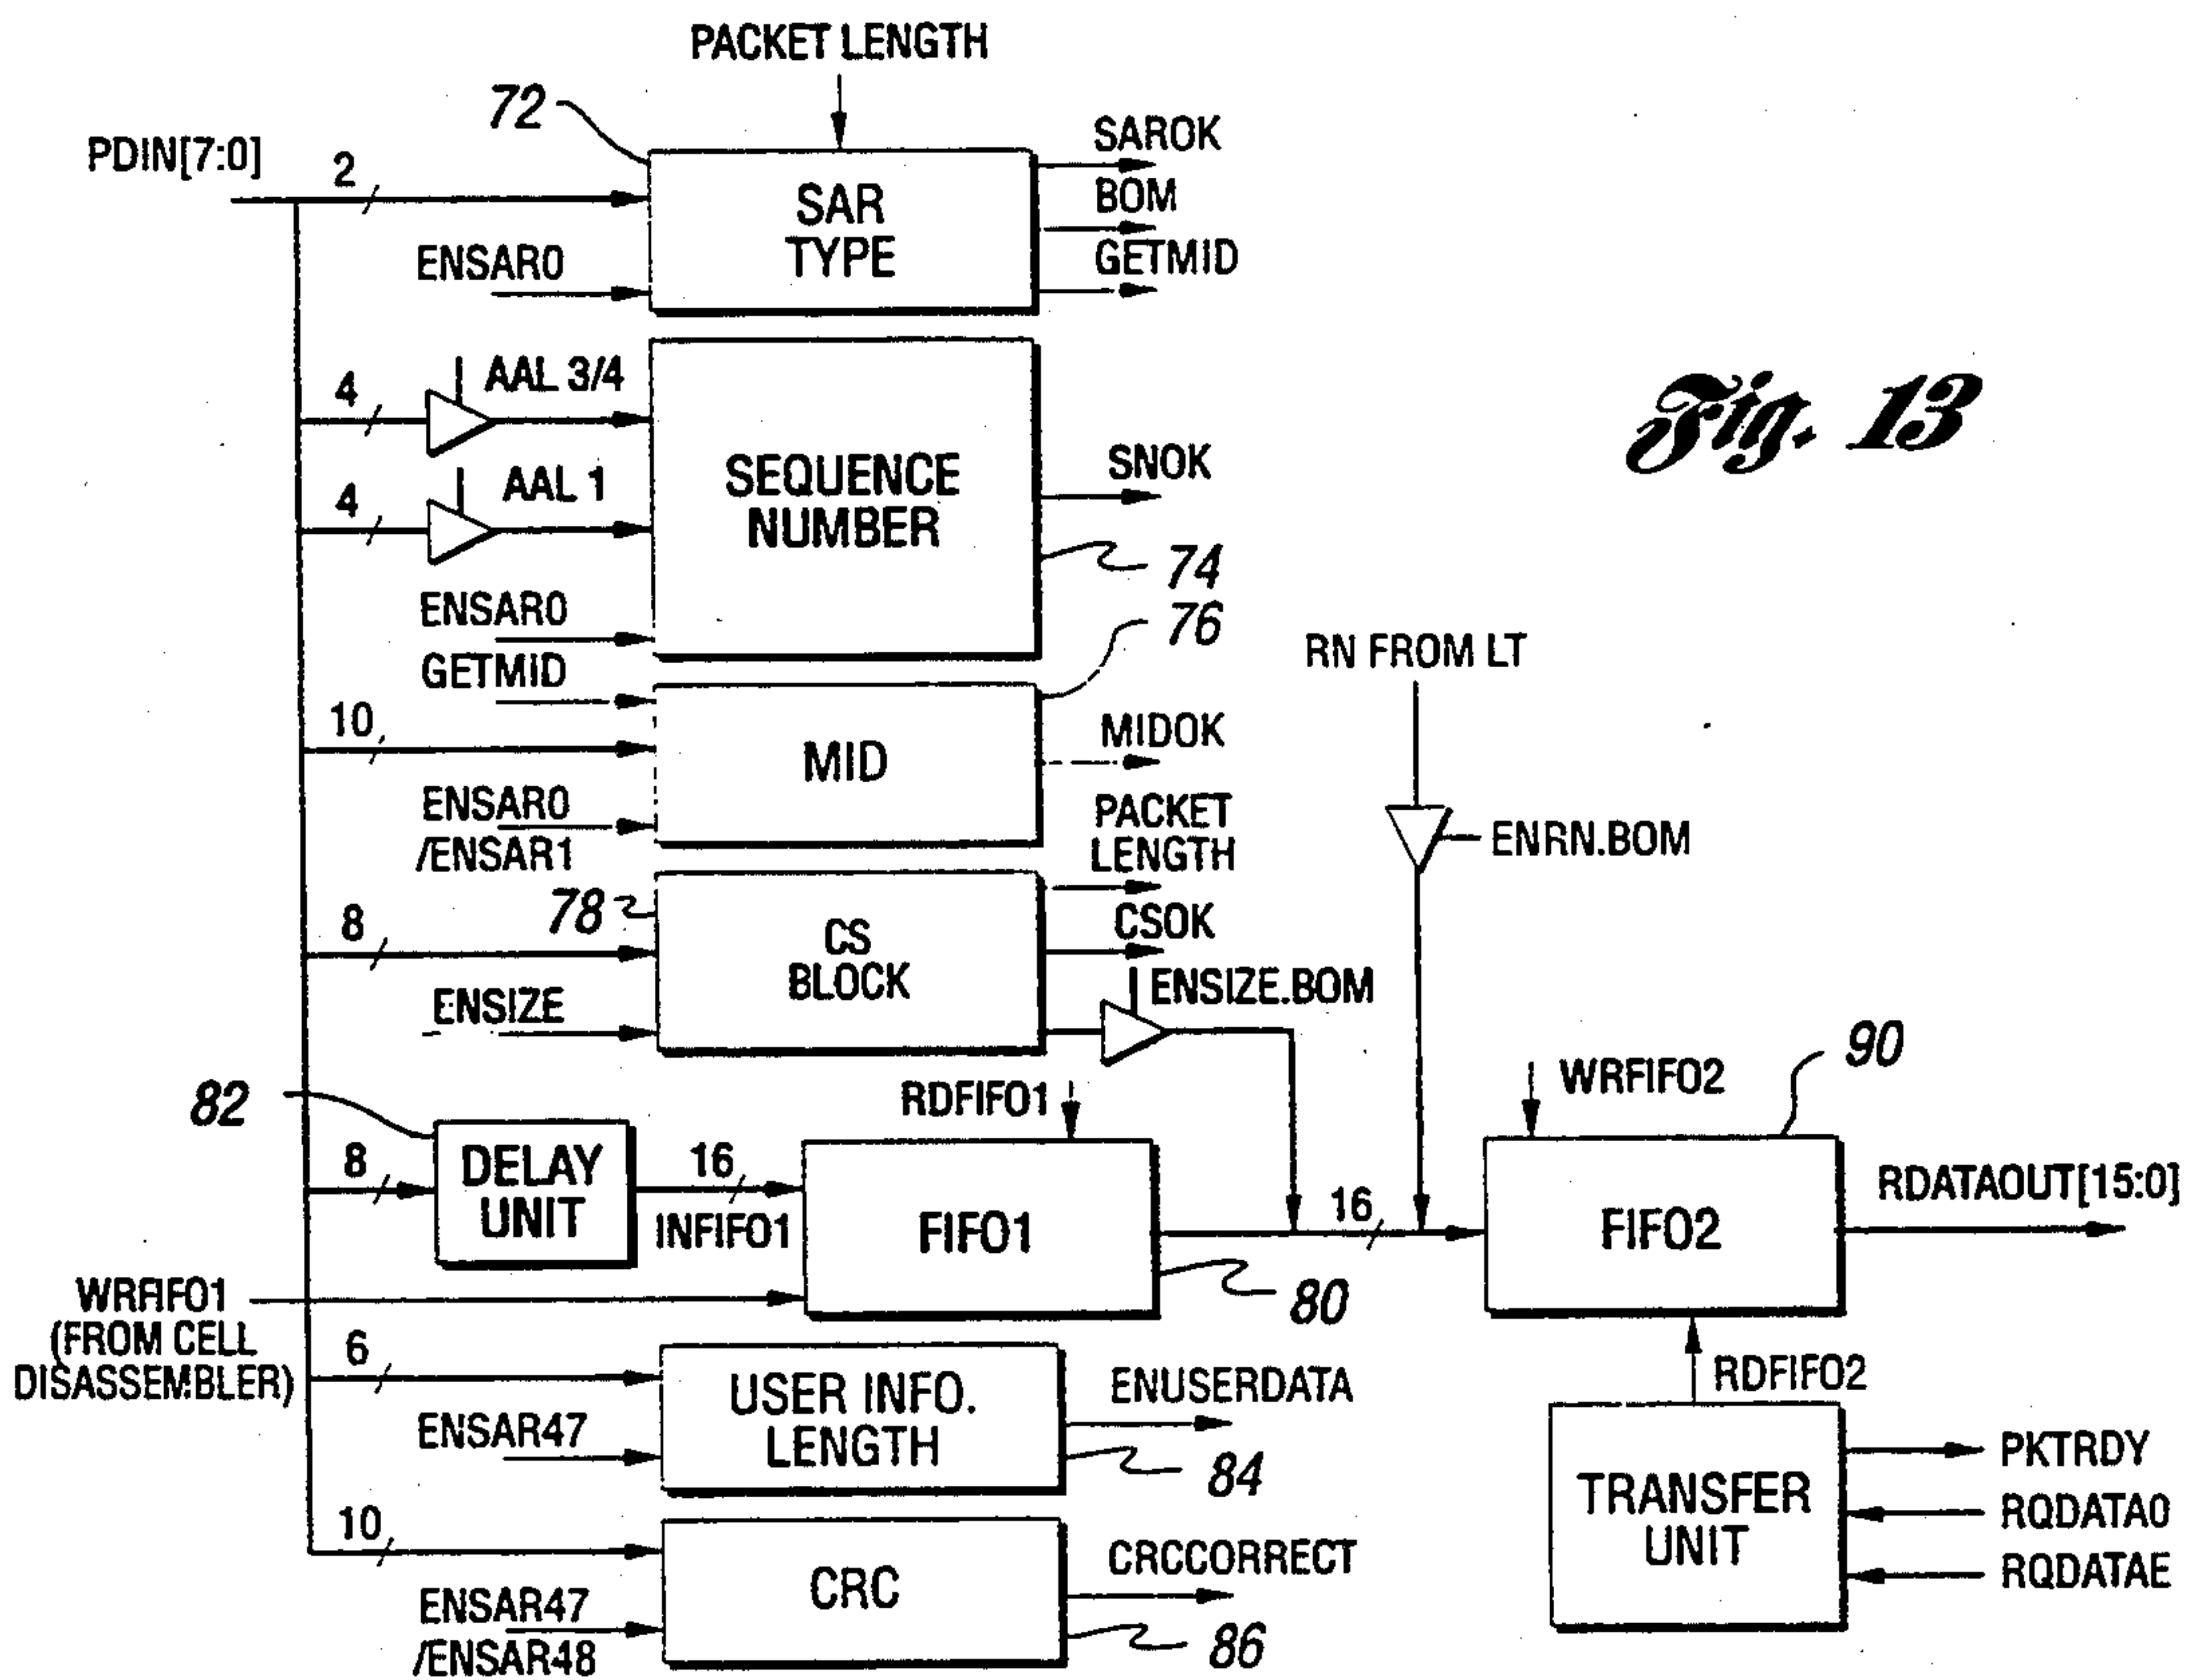 PACKET LENGTH
72
PDIN[7:0]
2
SAR
TYPE
SAROK
BOM
GETMID
ENSAR0
4
AAL 3/4
4
AAL 1
SEQUENCE
NUMBER
SNOK
74
ENSAR0
Fig. 13
GETMID
76
10
MID
MIDOK
ENSAR0
/ENSAR1
RN FROM LT
ENRN.BOM
PACKET
LENGTH
78
8
CS
BLOCK
CSOK
ENSIZE
ENSIZE.BOM
82
8
DELAY
UNIT
16
INFIFO1
RDFIFO1
FIFO1
80
16
WRFIFO2
90
FIFO2
RDATAOUT[15:0]
WRFIFO1
(FROM CELL
DISASSEMBLER)
6
USER INFO.
LENGTH
ENUSERDATA
ENSAR47
84
RDFIFO2
TRANSFER
UNIT
PKTRDY
RQDATA0
RQDATAE
10
CRC
CRCCORRECT
ENSAR47
/ENSAR48
86